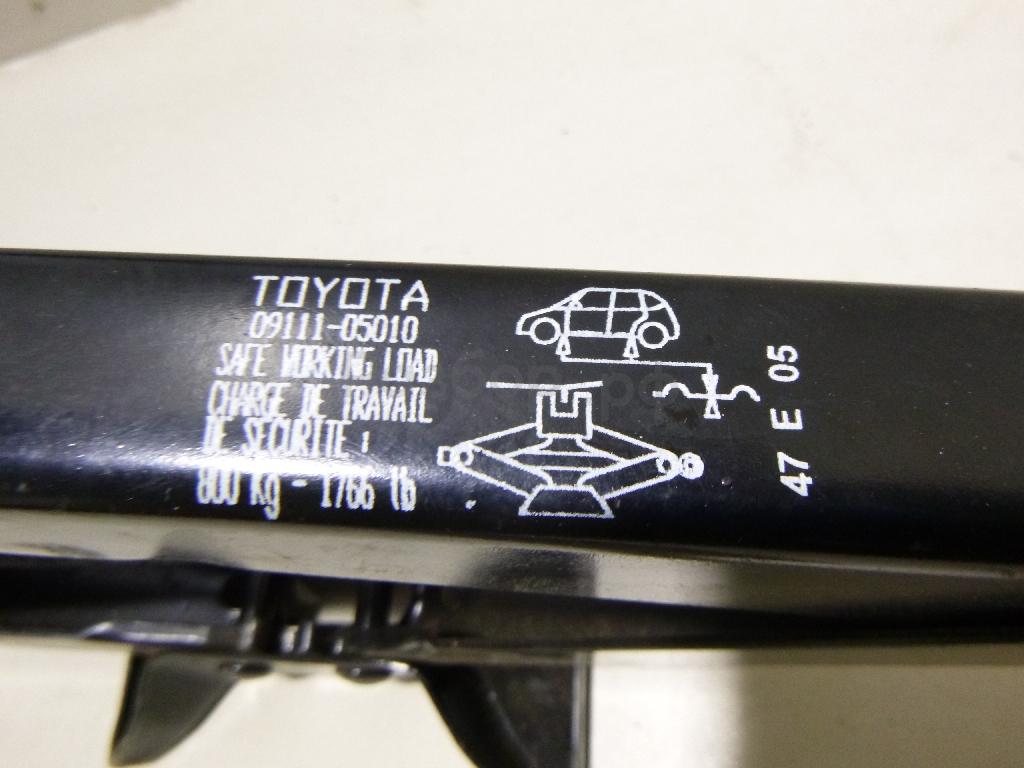 TOYOTA
09111-05010
SAFE WORKING LOAD
CHARGE DE TRAVAIL
DE SECURITE :
800 Kg - 1766 lb
47 E 05